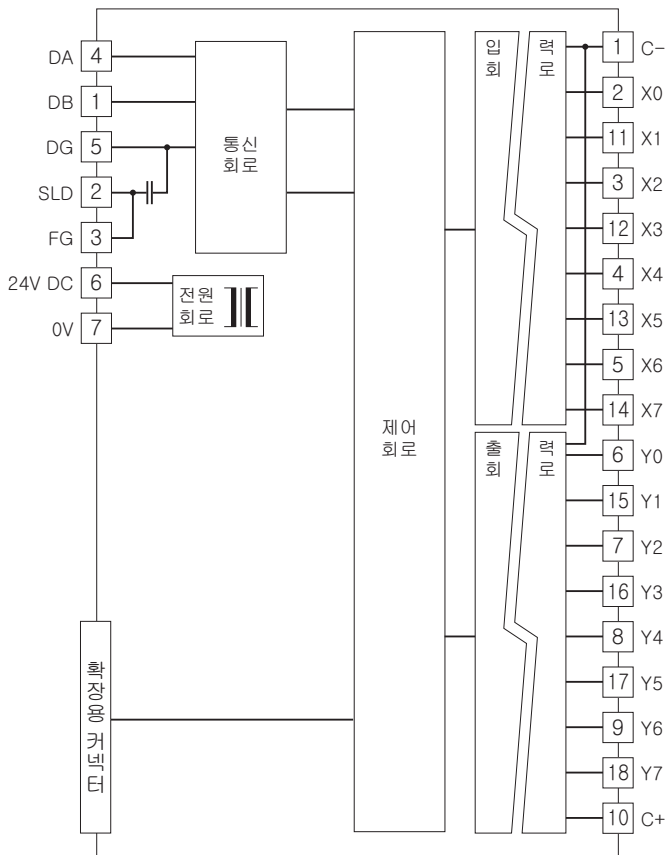 DA 4
DB 1
DG 5
SLD 2
FG 3
24V DC 6
0V 7
통신
회로
전원
회로
확장용 커넥터
제어
회로
입력
회로
출력
회로
1 C−
2 X0
11 X1
3 X2
12 X3
4 X4
13 X5
5 X6
14 X7
6 Y0
15 Y1
7 Y2
16 Y3
8 Y4
17 Y5
9 Y6
18 Y7
10 C+